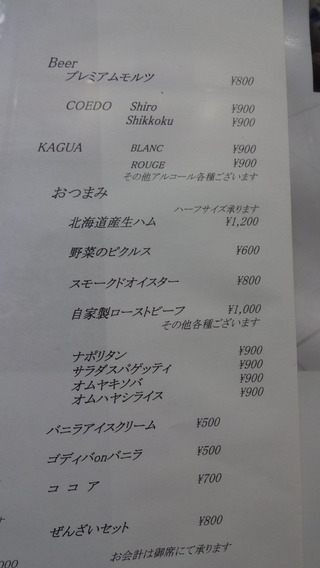 Beer
プレミアムモルツ ¥800
COEDO Shiro ¥900
Shikkoku ¥900
KAGUA BLANC ¥900
ROUGE ¥900
その他アルコール各種ございます
おつまみ
ハーフサイズ承ります
北海道産生ハム ¥1,200
野菜のピクルス ¥600
スモークドオイスター ¥800
自家製ローストビーフ ¥1,000
その他各種ございます
ナポリタン ¥900
サラダスパゲッティ ¥900
オムヤキソバ ¥900
オムハヤシライス ¥900
バニラアイスクリーム ¥500
ゴディバonバニラ ¥500
コ コ ア ¥700
ぜんざいセット ¥800
お会計は御席にて承ります